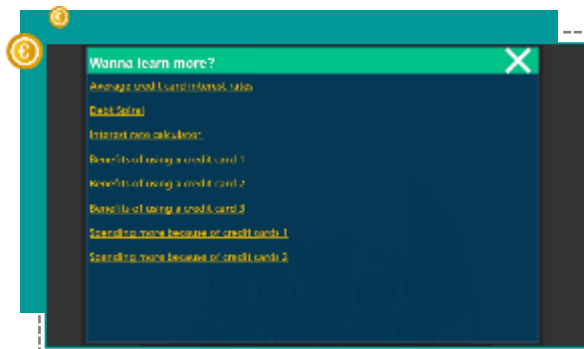 Wanna learn more?
Average credit card interest rates
Debt Spiral
Interest rate calculator
Benefits of using a credit card 1
Benefits of using a credit card 2
Benefits of using a credit card 3
Spending more because of credit cards 1
Spending more because of credit cards 2